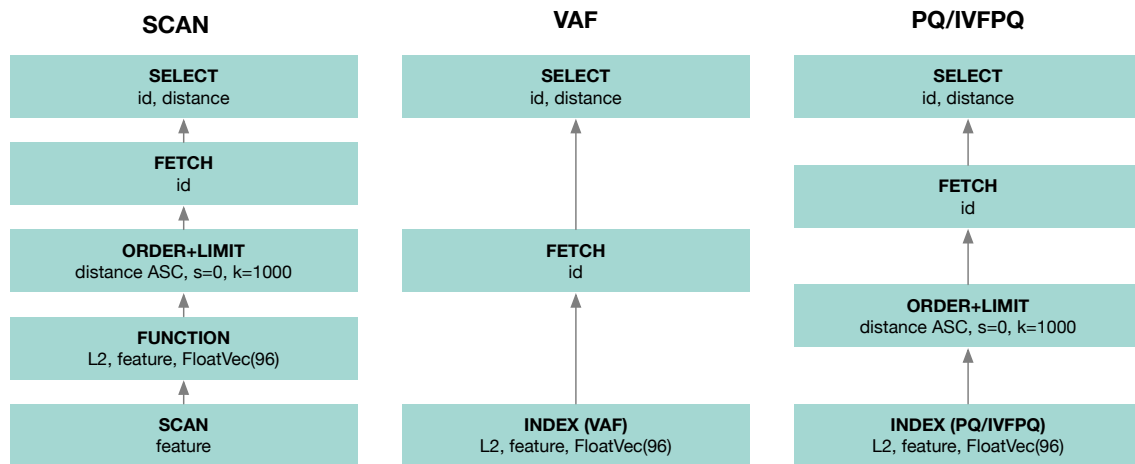 SCAN
SELECT
id, distance
FETCH
id
ORDER+LIMIT
distance ASC, s=0, k=1000
FUNCTION
L2, feature, FloatVec(96)
SCAN
feature
VAF
SELECT
id, distance
FETCH
id
INDEX (VAF)
L2, feature, FloatVec(96)
PQ/IVFPQ
SELECT
id, distance
FETCH
id
ORDER+LIMIT
distance ASC, s=0, k=1000
INDEX (PQ/IVFPQ)
L2, feature, FloatVec(96)